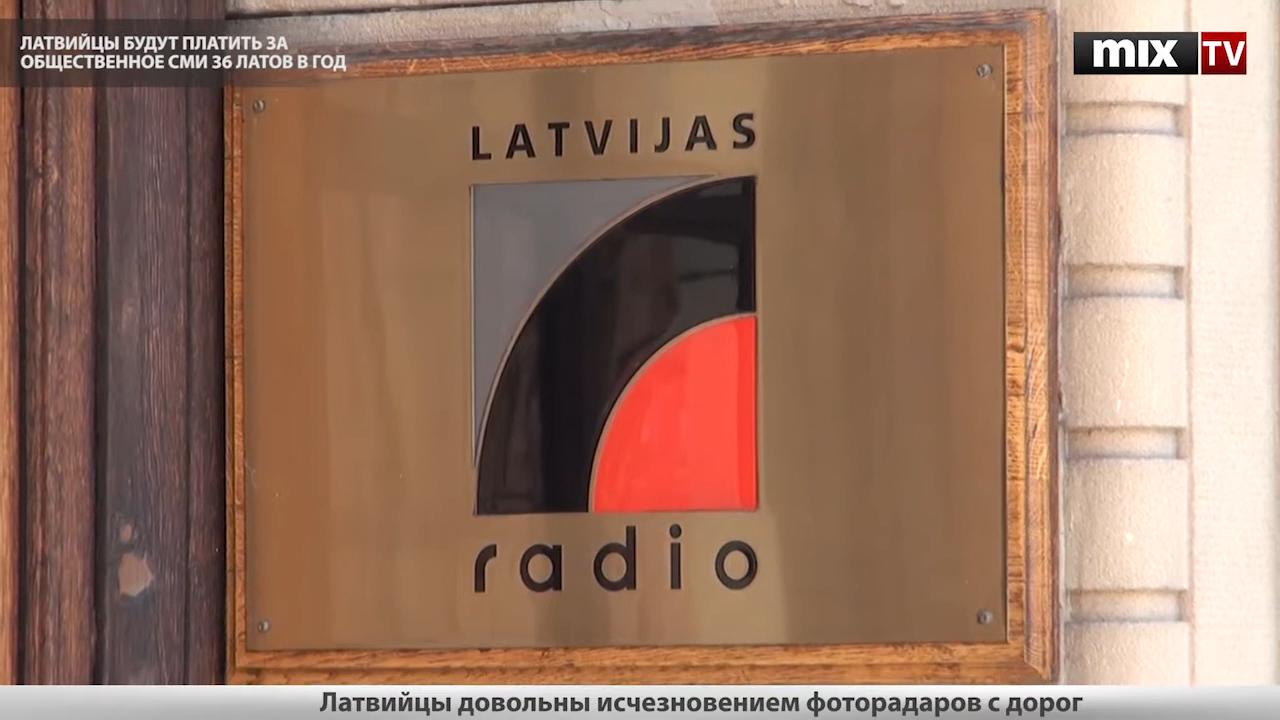 ЛАТВИЙЦЫ БУДУТ ПЛАТИТЬ ЗА
ОБЩЕСТВЕННОЕ СМИ 36 ЛАТОВ В ГОД
mix TV
LATVIJAS
radio
Латвийцы довольны исчезновением фоторадаров с дорог